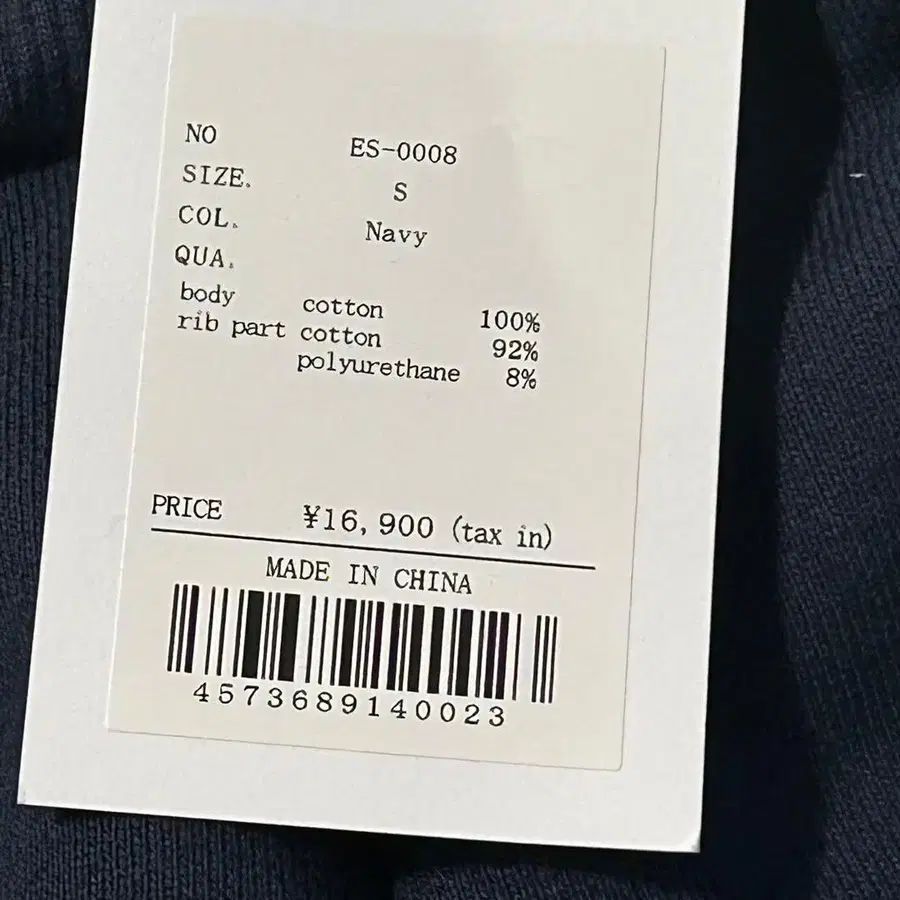 NO ES-0008
SIZE. S
COL. Navy
QUA.
body cotton 100%
rib part cotton 92%
polyurethane 8%
PRICE ¥16,900 (tax in)
MADE IN CHINA
4573689140023